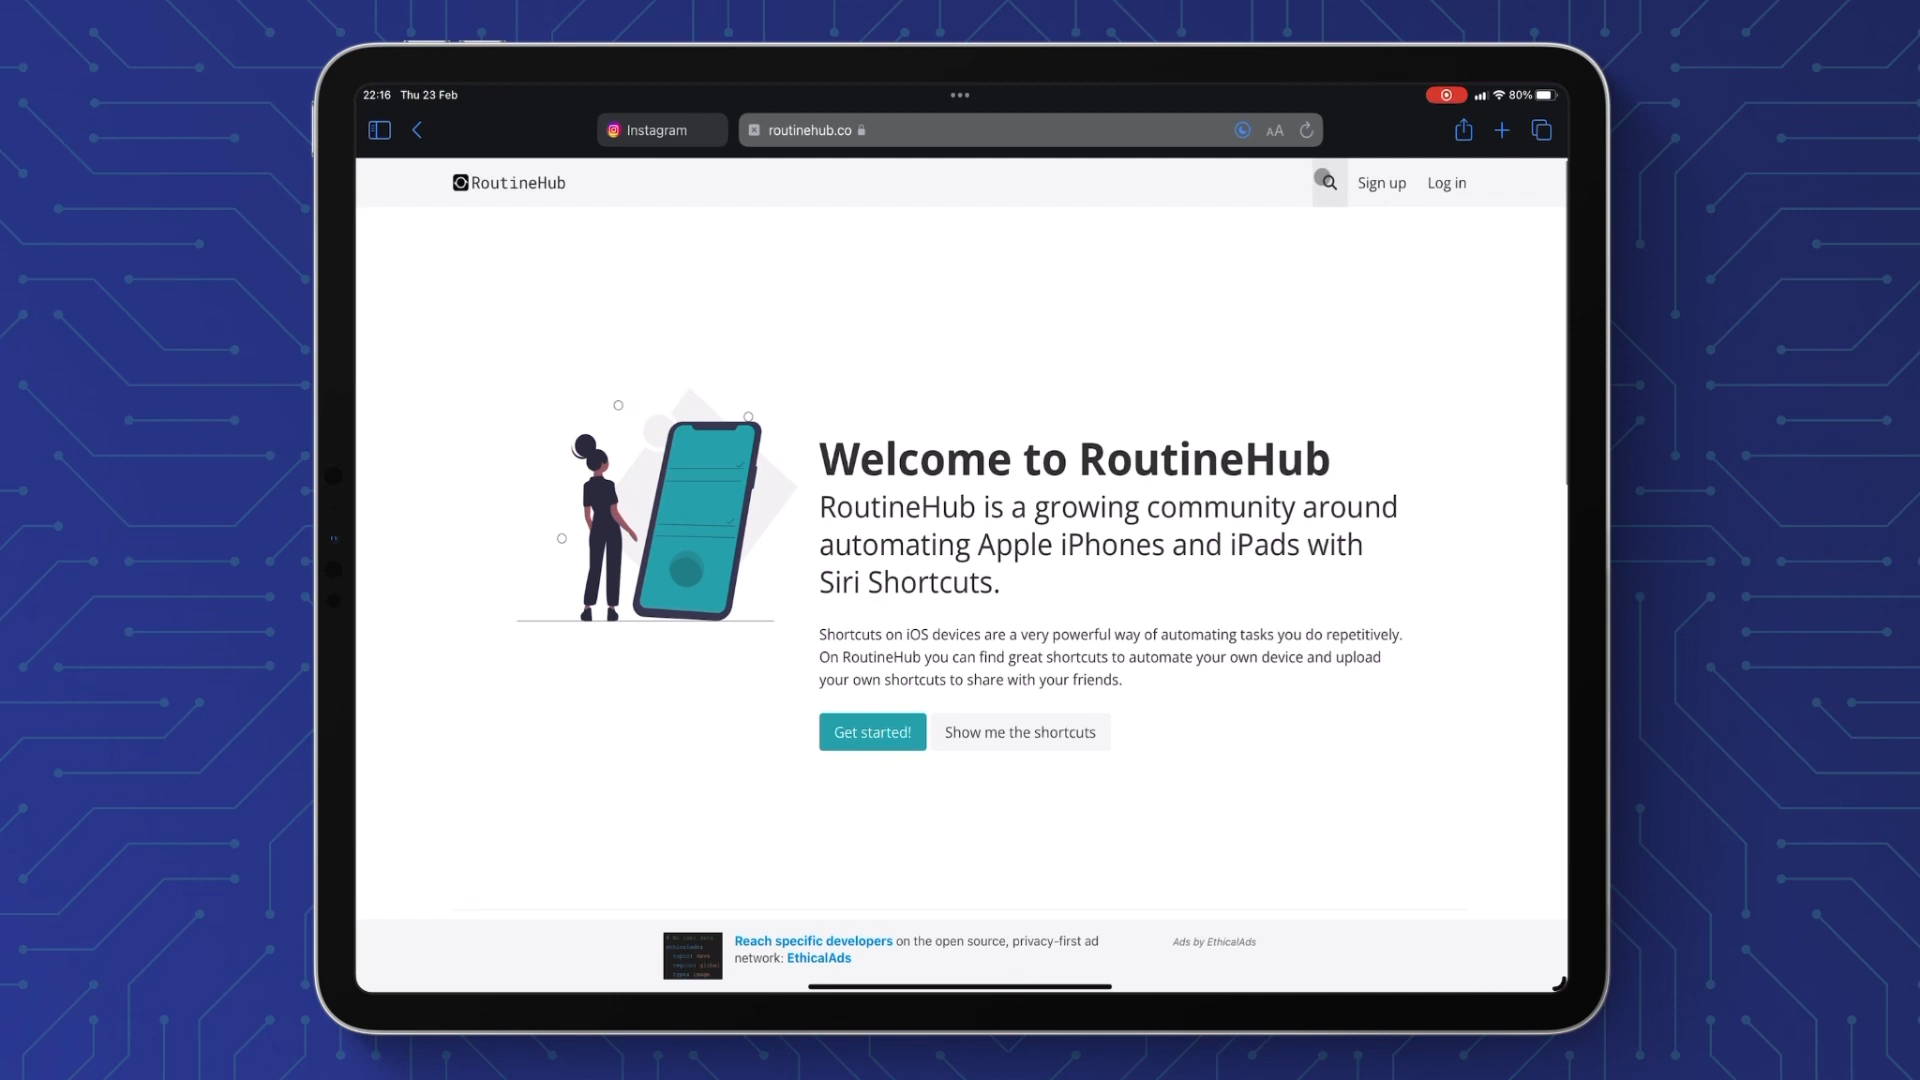 22:16 Thu 23 Feb
80%
Instagram
routinehub.co
AA
RoutineHub
Sign up
Log in
Welcome to RoutineHub
RoutineHub is a growing community around
automating Apple iPhones and iPads with
Siri Shortcuts.
Shortcuts on iOS devices are a very powerful way of automating tasks you do repetitively.
On RoutineHub you can find great shortcuts to automate your own device and upload
your own shortcuts to share with your friends.
Get started!
Show me the shortcuts
Reach specific developers on the open source, privacy-first ad
network: EthicalAds
Ads by EthicalAds